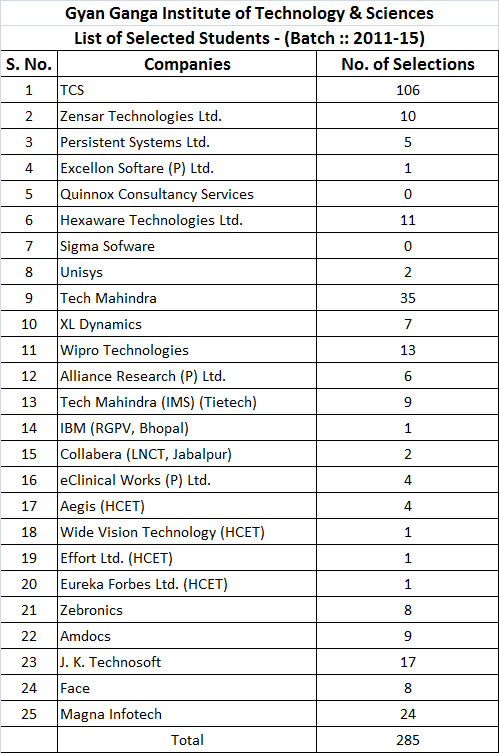 Gyan Ganga Institute of Technology & Sciences
List of Selected Students - (Batch :: 2011-15)
S. No. Companies No. of Selections
1 TCS 106
2 Zensar Technologies Ltd. 10
3 Persistent Systems Ltd. 5
4 Excellon Softare (P) Ltd. 1
5 Quinnox Consultancy Services 0
6 Hexaware Technologies Ltd. 11
7 Sigma Sofware 0
8 Unisys 2
9 Tech Mahindra 35
10 XL Dynamics 7
11 Wipro Technologies 13
12 Alliance Research (P) Ltd. 6
13 Tech Mahindra (IMS) (Tietech) 9
14 IBM (RGPV, Bhopal) 1
15 Collabera (LNCT, Jabalpur) 2
16 eClinical Works (P) Ltd. 4
17 Aegis (HCET) 4
18 Wide Vision Technology (HCET) 1
19 Effort Ltd. (HCET) 1
20 Eureka Forbes Ltd. (HCET) 1
21 Zebronics 8
22 Amdocs 9
23 J. K. Technosoft 17
24 Face 8
25 Magna Infotech 24
Total 285